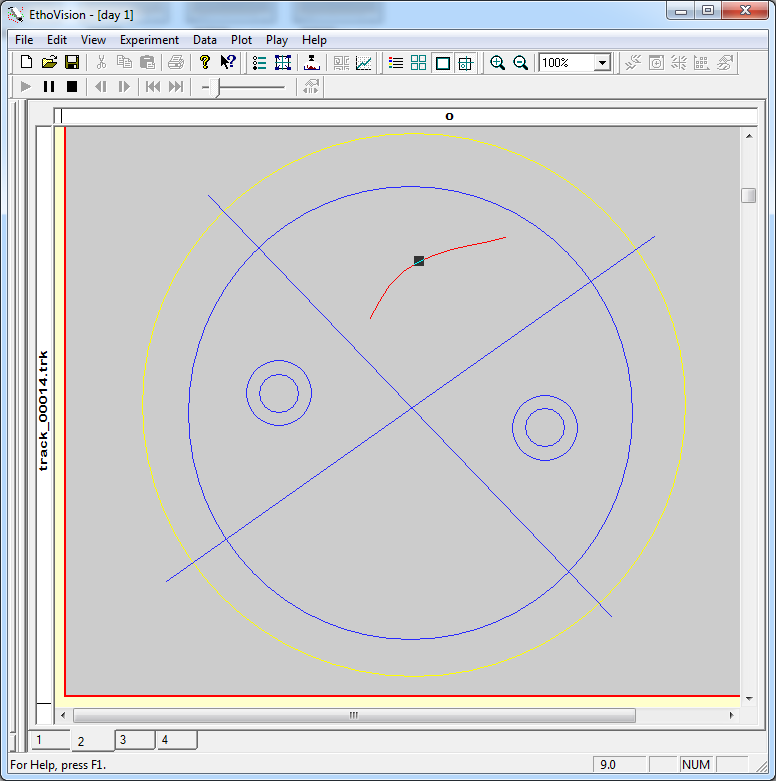 EthoVision - [day 1]
File Edit View Experiment Data Plot Play Help
100%
o
track_00014.trk
1 2 3 4
For Help, press F1. 9.0 NUM